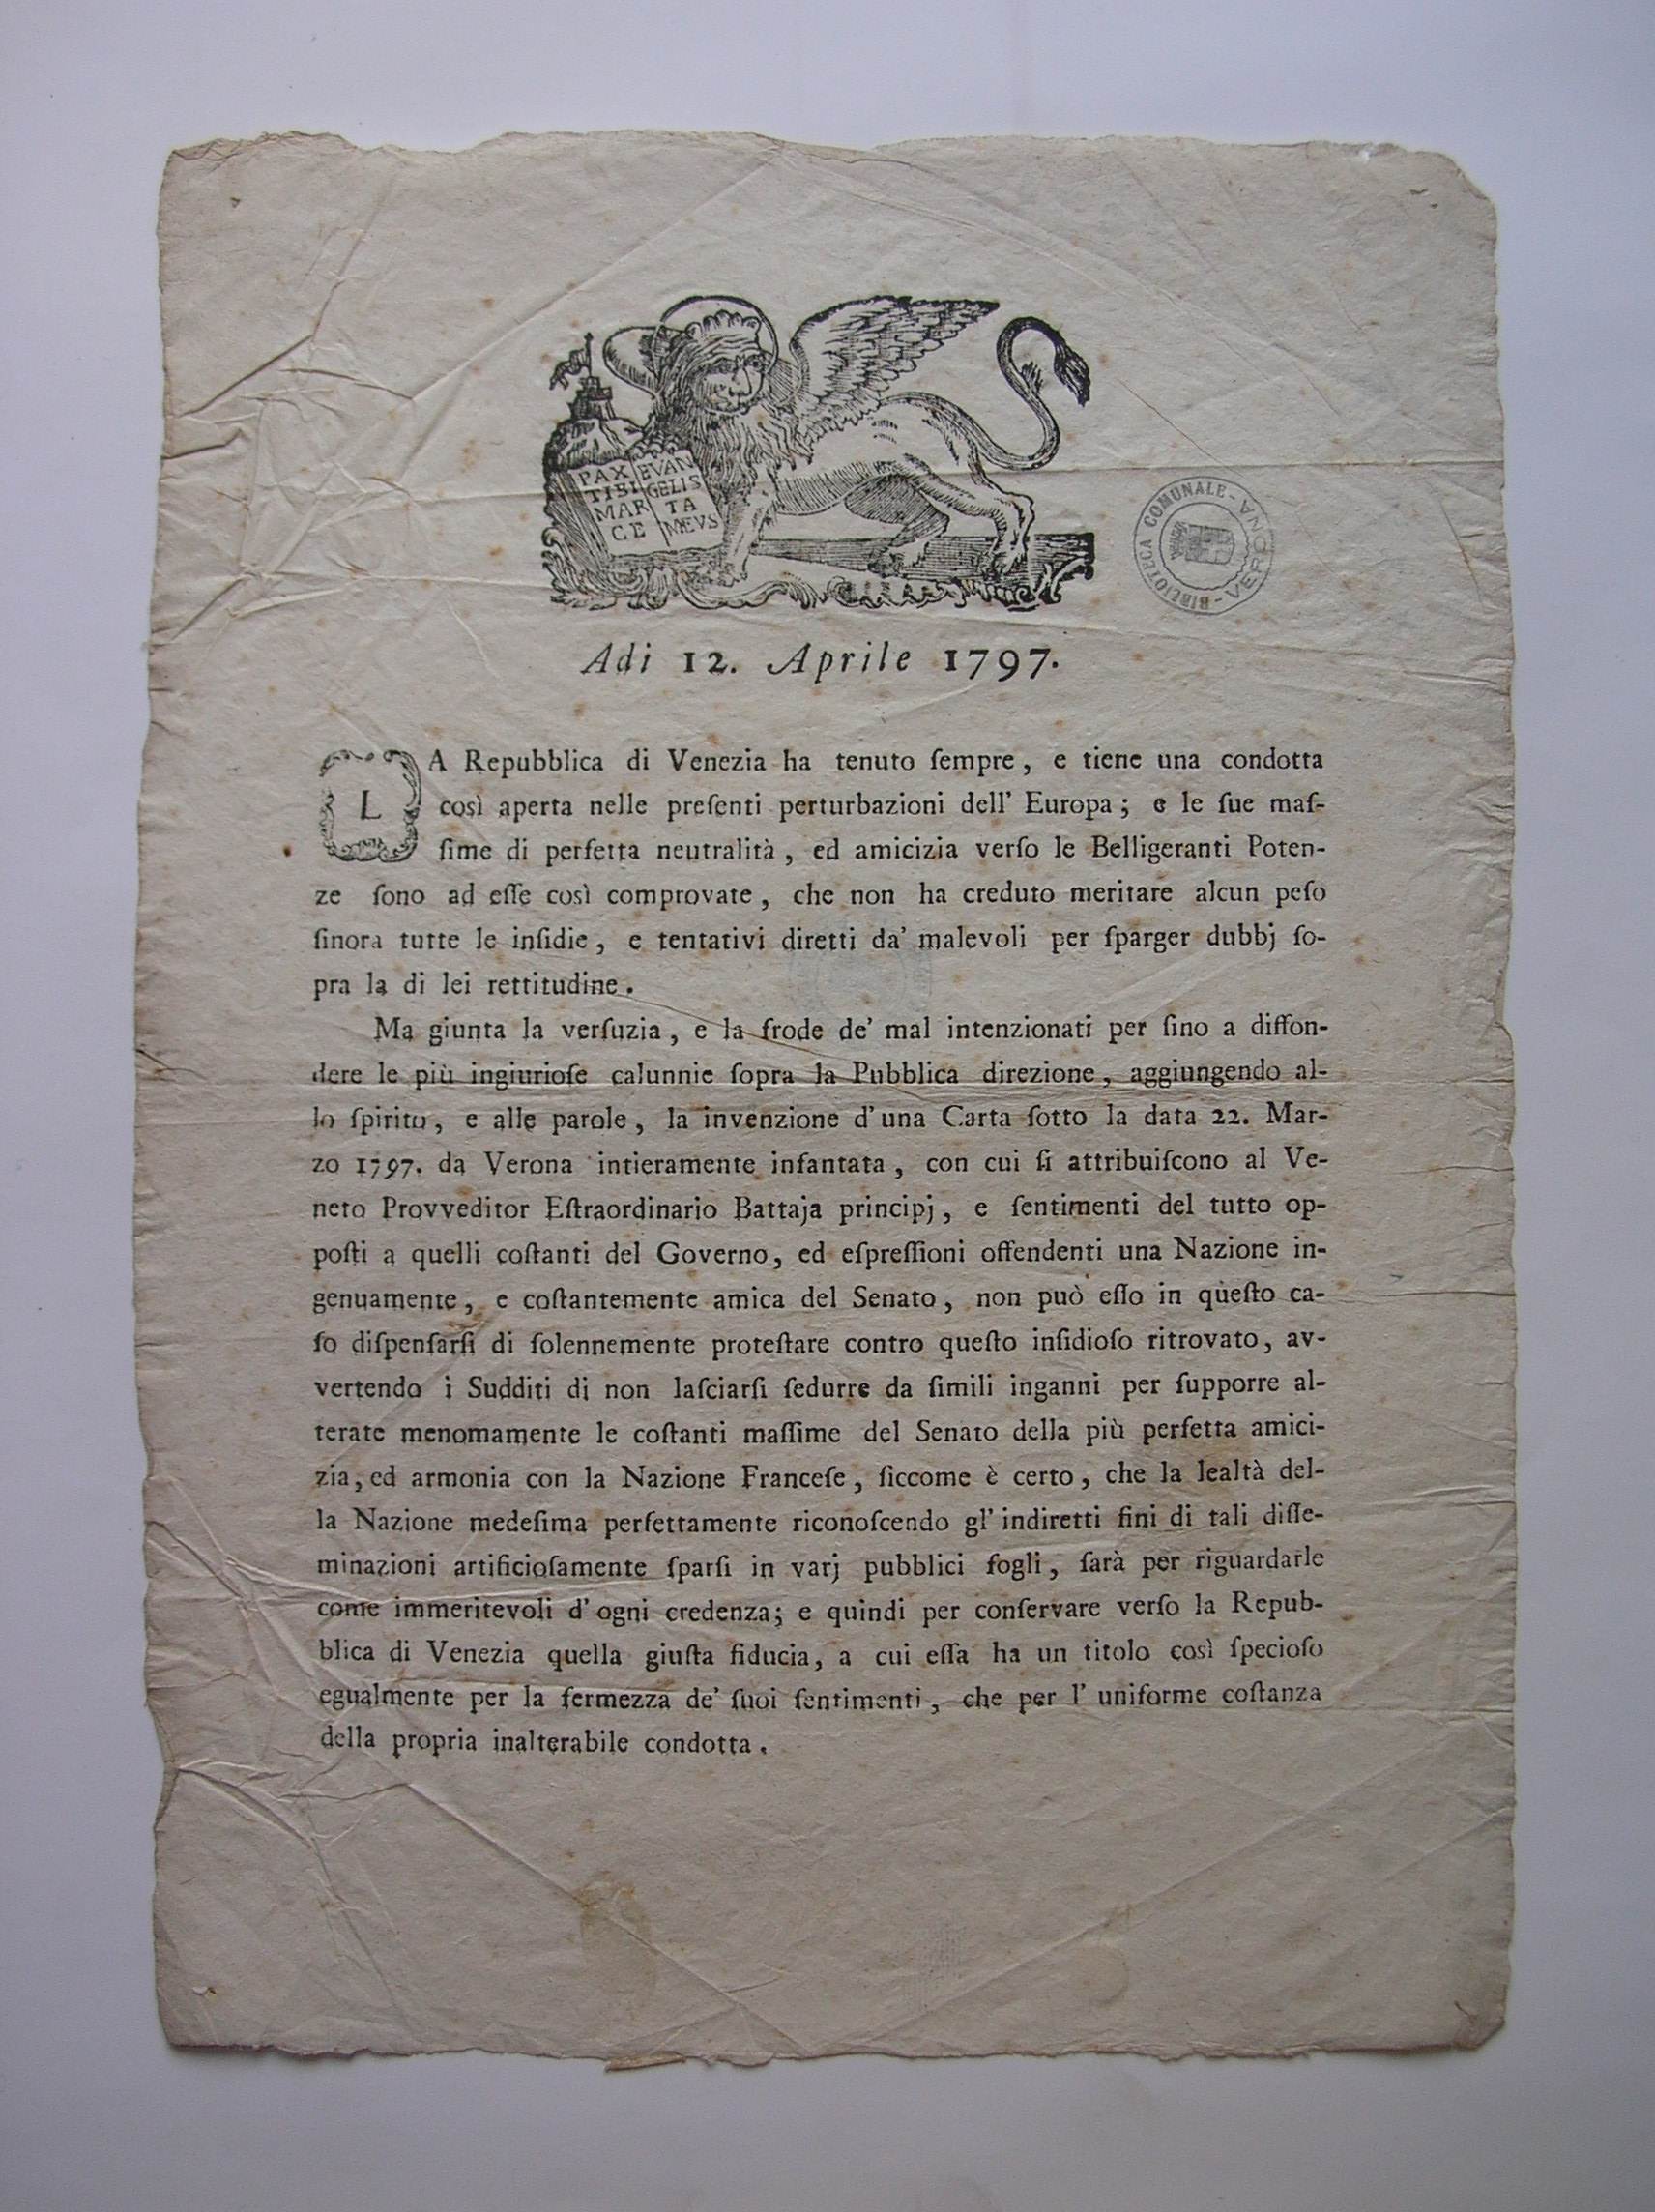 PAX EVAN
TIBI GELIS
MAR TA
CE MEVS
BIBLIOTECA COMUNALE - VERONA -
Adi 12. Aprile 1797.
LA Repubblica di Venezia ha tenuto ſempre, e tiene una condotta
così aperta nelle preſenti perturbazioni dell' Europa; e le ſue maſ-
ſime di perfetta neutralità, ed amicizia verſo le Belligeranti Poten-
ze ſono ad eſſe così comprovate, che non ha creduto meritare alcun peſo
ſinora tutte le inſidie, e tentativi diretti da' malevoli per ſparger dubbj ſo-
pra la di lei rettitudine.
Ma giunta la verſuzia, e la frode de' mal intenzionati per ſino a diffon-
dere le più ingiurioſe calunnie ſopra la Pubblica direzione, aggiungendo al-
lo ſpirito, e alle parole, la invenzione d'una Carta ſotto la data 22. Mar-
zo 1797. da Verona intieramente infantata, con cui ſi attribuiſcono al Ve-
neto Provveditor Eſtraordinario Battaja principj, e ſentimenti del tutto op-
poſti a quelli coſtanti del Governo, ed eſpreſſioni offendenti una Nazione in-
genuamente, e coſtantemente amica del Senato, non può eſſo in queſto ca-
ſo diſpenſarſi di ſolennemente proteſtare contro queſto inſidioſo ritrovato, av-
vertendo i Sudditi di non laſciarſi ſedurre da ſimili inganni per ſupporre al-
terate menomamente le coſtanti maſſime del Senato della più perfetta amici-
zia, ed armonia con la Nazione Franceſe, ſiccome è certo, che la lealtà del-
la Nazione medeſima perfettamente riconoſcendo gl' indiretti fini di tali diſſe-
minazioni artificioſamente ſparſi in varj pubblici fogli, ſarà per riguardarle
come immeritevoli d' ogni credenza; e quindi per conſervare verſo la Repub-
blica di Venezia quella giuſta fiducia, a cui eſſa ha un titolo così ſpecioſo
egualmente per la fermezza de' ſuoi ſentimenti, che per l' uniforme coſtanza
della propria inalterabile condotta.